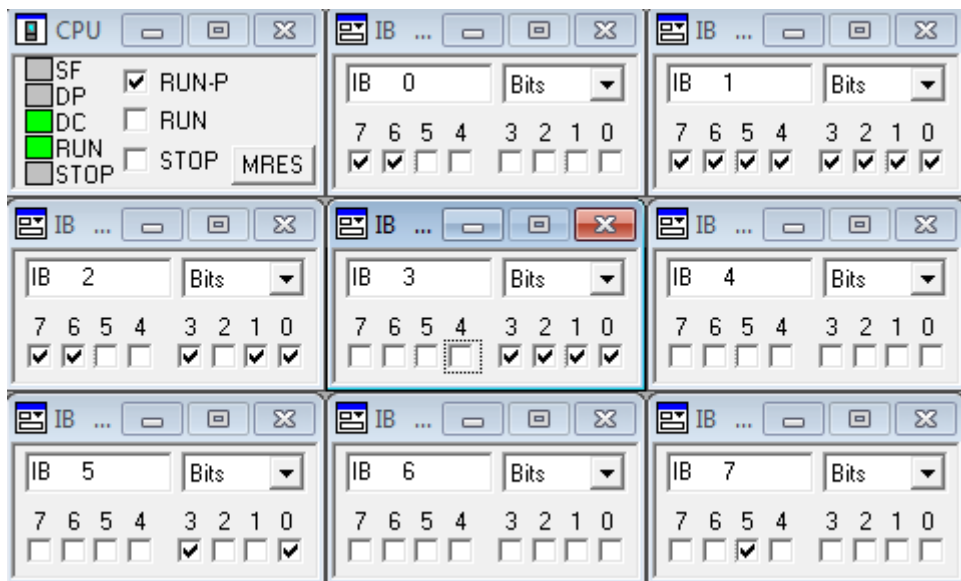 CPU
SF
DP
DC
RUN
STOP
RUN-P
RUN
STOP
MRES
IB ...
IB 0
Bits
7 6 5 4 3 2 1 0
IB ...
IB 1
Bits
7 6 5 4 3 2 1 0
IB ...
IB 2
Bits
7 6 5 4 3 2 1 0
IB ...
IB 3
Bits
7 6 5 4 3 2 1 0
IB ...
IB 4
Bits
7 6 5 4 3 2 1 0
IB ...
IB 5
Bits
7 6 5 4 3 2 1 0
IB ...
IB 6
Bits
7 6 5 4 3 2 1 0
IB ...
IB 7
Bits
7 6 5 4 3 2 1 0